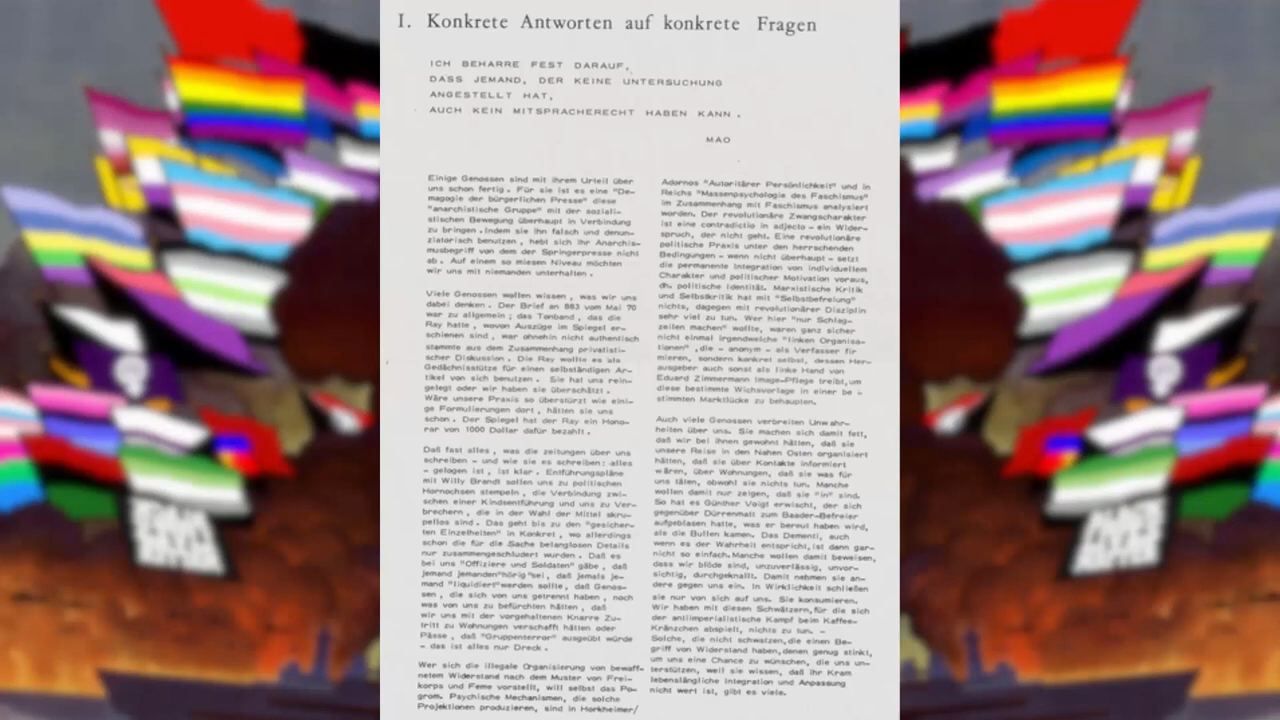 I. Konkrete Antworten auf konkrete Fragen
ICH BEHARRE FEST DARAUF,
DASS JEMAND, DER KEINE UNTERSUCHUNG
ANGESTELLT HAT,
AUCH KEIN MITSPRACHERECHT HABEN KANN.
MAO
Einige Genossen sind mit ihrem Urteil über
uns schon fertig. Für sie ist es eine "De-
magogie der bürgerlichen Presse" diese
"anarchistische Gruppe" mit der soziali-
stischen Bewegung überhaupt in Verbindung
zu bringen. Indem sie ihn falsch und denun-
ziatorisch benutzen, hebt sich ihr Anarchis-
musbegriff von dem der Springerpresse nicht
ab. Auf einem so miesen Niveau möchten
wir uns mit niemanden unterhalten.
Viele Genossen wollen wissen, was wir uns
dabei denken. Der Brief an 883 vom Mai 70
war zu allgemein; das Tonband, das die
Ray hatte, wovon Auszüge im Spiegel er-
schienen sind, war ohnehin nicht authentisch
stammte aus dem Zusammenhang privatisti-
scher Diskussion. Die Ray wollte es als
Gedächnisstütze für einen selbständigen Ar-
tikel von sich benutzen. Sie hat uns rein-
gelegt oder wir haben sie überschätzt.
Wäre unsere Praxis so überstürzt wie eini-
ge Formulierungen dort, hätten sie uns
schon. Der Spiegel hat der Ray ein Hono-
rar von 1000 Dollar dafür bezahlt.
Daß fast alles, was die zeitungen über uns
schreiben - und wie sie es schreiben: alles
- gelogen ist, ist klar. Entführungspläne
mit Willy Brandt sollen uns zu politischen
Hornochsen stempeln, die Verbindung zwi-
schen einer Kindsentführung und uns zu Ver-
brechern, die in der Wahl der Mittel skru-
pellos sind. Das geht bis zu den "gesicher-
ten Einzelheiten" in Konkret, wo allerdings
schon die für die Sache belanglosen Details
nur zusammengeschludert wurden. Daß es
bei uns "Offiziere und Soldaten" gäbe, daß
jemand jemanden"hörig"sei, daß jemals je-
mand "liquidiert"werden sollte, daß Genos-
sen, die sich von uns getrennt haben, noch
was von uns zu befürchten hätten, daß
wir uns mit der vorgehaltenen Knarre Zu-
tritt zu Wohnungen verschafft hätten oder
Pässe, daß "Gruppenterror" ausgeübt würde
- das ist alles nur Dreck.
Wer sich die illegale Organisierung von bewaff-
netem Widerstand nach dem Muster von Frei-
korps und Feme vorstellt, will selbst das Po-
grom. Psychische Mechanismen, die solche
Projektionen produzieren, sind in Horkheimer/
Adornos "Autoritärer Persönlichkeit" und in
Reichs "Massenpsychologie des Faschismus"
im Zusammenhang mit Faschismus analysiert
worden. Der revolutionäre Zwangscharakter
ist eine contradictio in adjecto - ein Wider-
spruch, der nicht geht. Eine revolutionäre
politische Praxis unter den herrschenden
Bedingungen - wenn nicht überhaupt - setzt
die permanente Integration von individuellem
Charakter und politischer Motivation voraus,
dh. politische Identität. Marxistische Kritik
und Selbstkritik hat mit "Selbstbefreiung"
nichts, dagegen mit revolutionärer Disziplin
sehr viel zu tun. Wer hier "nur Schlag-
zeilen machen" wollte, waren ganz sicher
nicht einmal irgendwelche "linken Organisa-
tionen", die - anonym - als Verfasser fir
mieren, sondern konkret selbst, dessen Her-
ausgeber auch sonst als linke Hand von
Eduard Zimmermann Image-Pflege treibt,um
diese bestimmte Wichsvorlage in einer be -
stimmten Marktlücke zu behaupten.
Auch viele Genossen verbreiten Unwahr-
heiten über uns. Sie machen sich damit fett,
daß wir bei ihnen gewohnt hätten, daß sie
unsere Reise in den Nahen Osten organisiert
hätten, daß sie über Kontakte informiert
wären, über Wohnungen, daß sie was für
uns täten, obwohl sie nichts tun. Manche
wollen damit nur zeigen, daß sie "in" sind.
So hat es Günther Voigt erwischt, der sich
gegenüber Dürrenmatt zum Baader-Befreier
aufgeblasen hatte, was er bereut haben wird,
als die Bullen kamen. Das Dementi, auch
wenn es der Wahrheit entspricht,ist dann gar-
nicht so einfach.Manche wollen damit beweisen,
dass wir blöde sind, unzuverlässig, unvor-
sichtig, durchgeknallt. Damit nehmen sie an-
dere gegen uns ein. In Wirklichkeit schließen
sie nur von sich auf uns. Sie konsumieren.
Wir haben mit diesen Schwätzern,für die sich
der antiimperialistische Kampf beim Kaffee-
Kränzchen abspielt, nichts zu tun. -
Solche, die nicht schwatzen,die einen Be-
griff von Widerstand haben,denen genug stinkt,
um uns eine Chance zu wünschen, die uns un-
terstützen, weil sie wissen, daß ihr Kram
lebenslängliche Integration und Anpassung
nicht wert ist, gibt es viele.